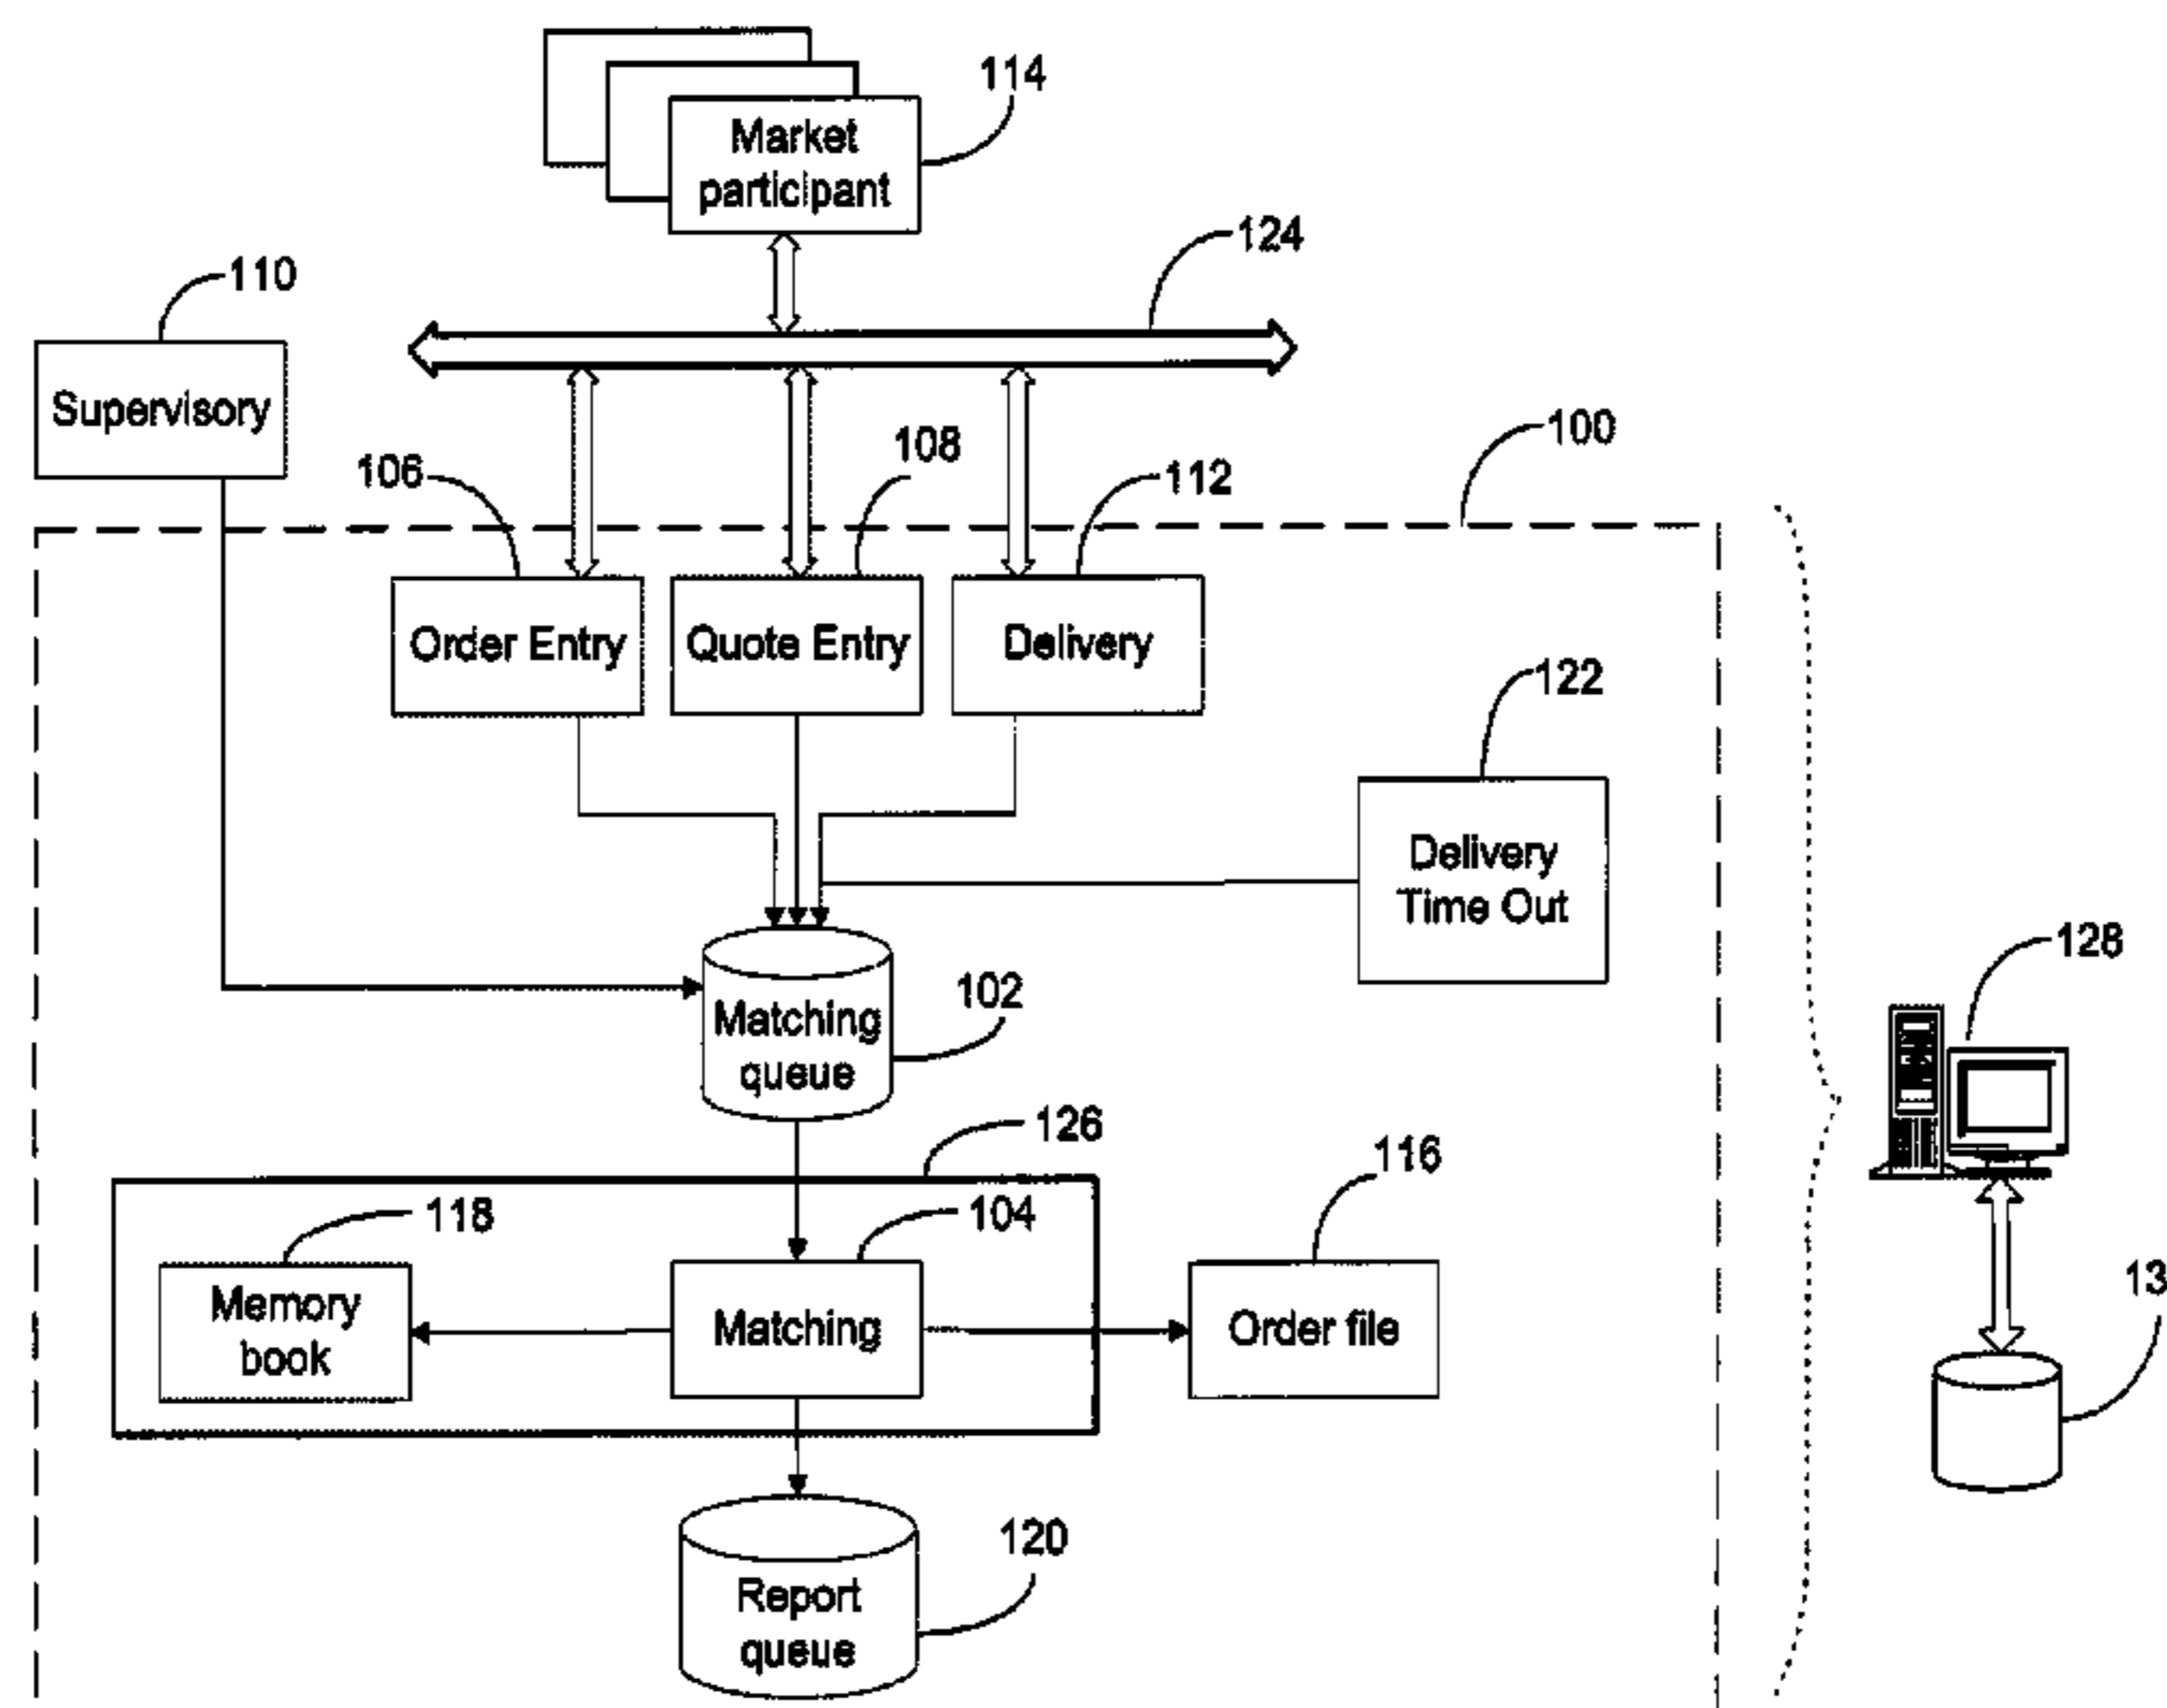 114
Market
participant
124
110
Supervisory
100
108
106
112
Order Entry
Quote Entry
Delivery
122
Delivery
Time Out
128
102
Matching
queue
126
116
118
104
Memory
book
Matching
Order file
13
120
Report
queue